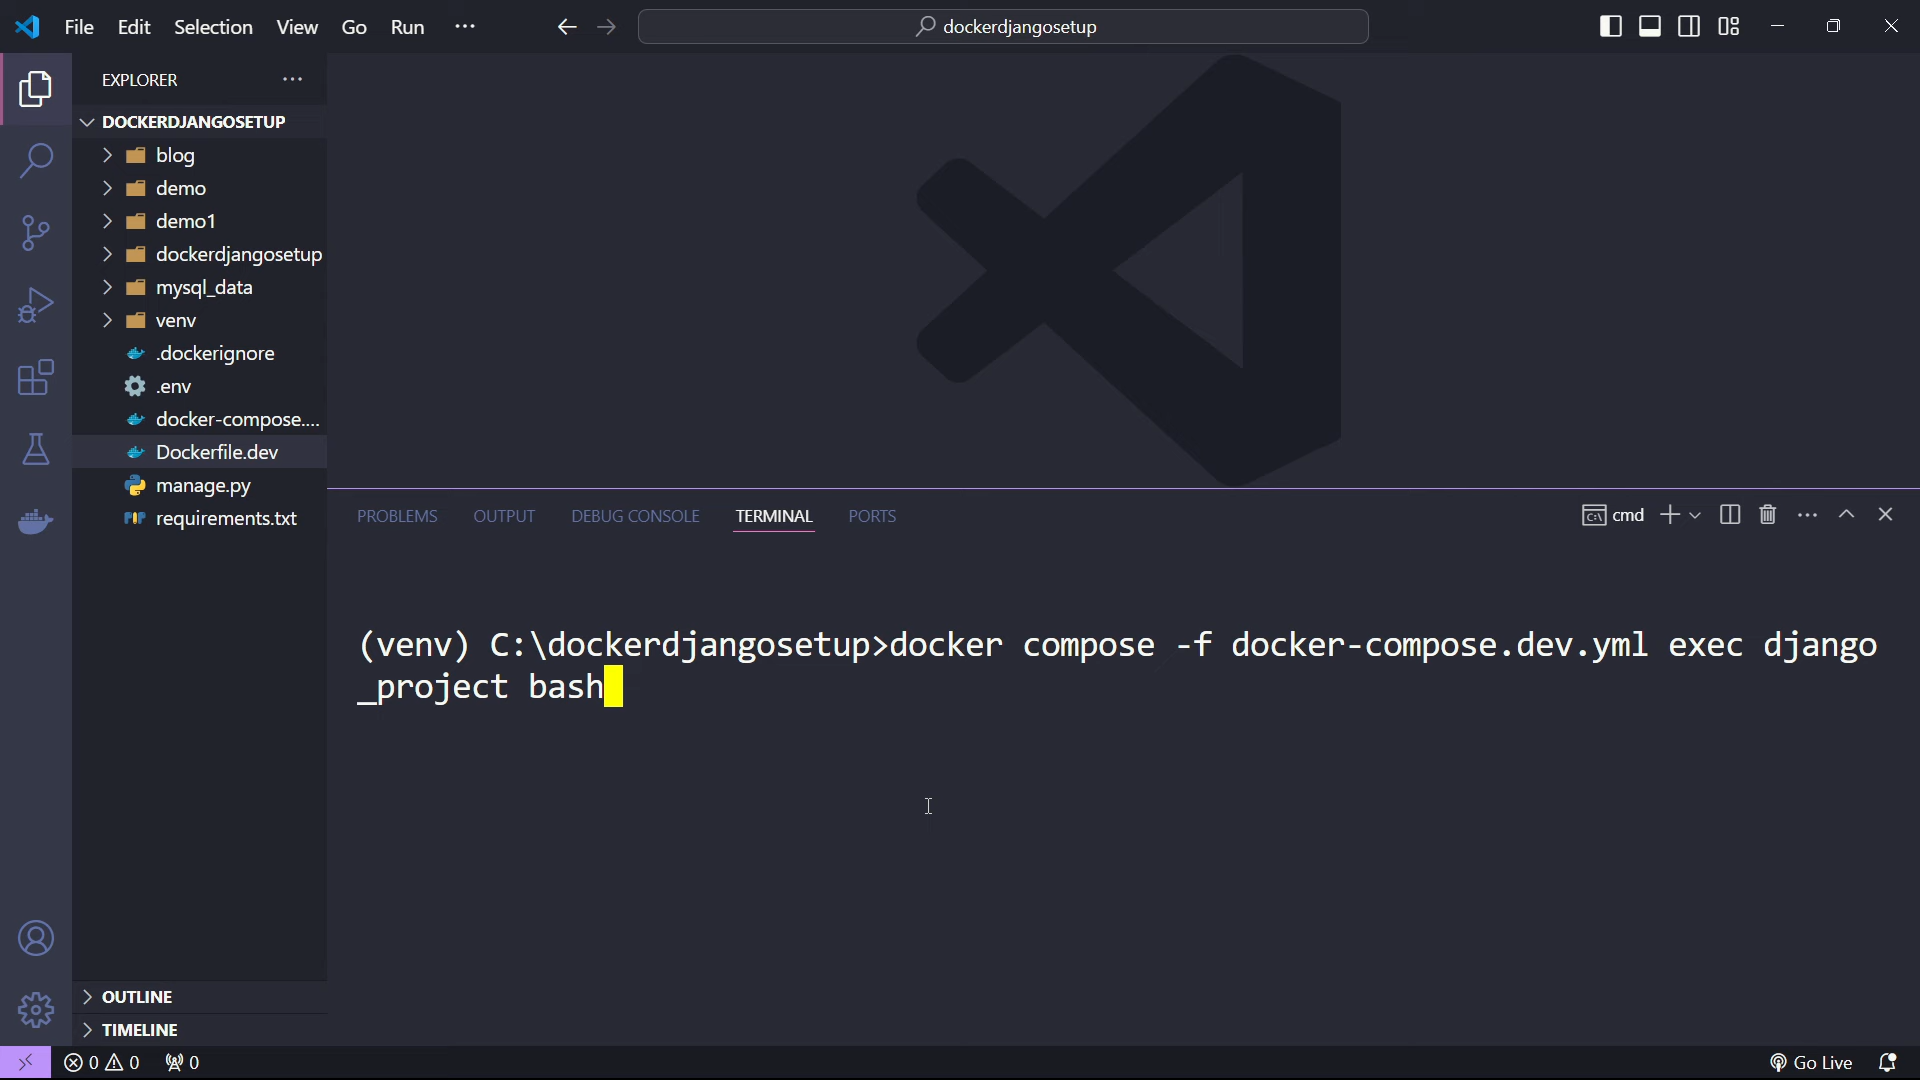 File Edit Selection View Go Run ··· dockerdjangosetup
EXPLORER ···
DOCKERDJANGOSETUP
blog
demo
demo1
dockerdjangosetup
mysql_data
venv
.dockerignore
.env
docker-compose....
Dockerfile.dev
manage.py
requirements.txt
OUTLINE
TIMELINE
PROBLEMS OUTPUT DEBUG CONSOLE TERMINAL PORTS cmd
(venv) C:\dockerdjangosetup>docker compose -f docker-compose.dev.yml exec django
_project bash
0 0 0 Go Live